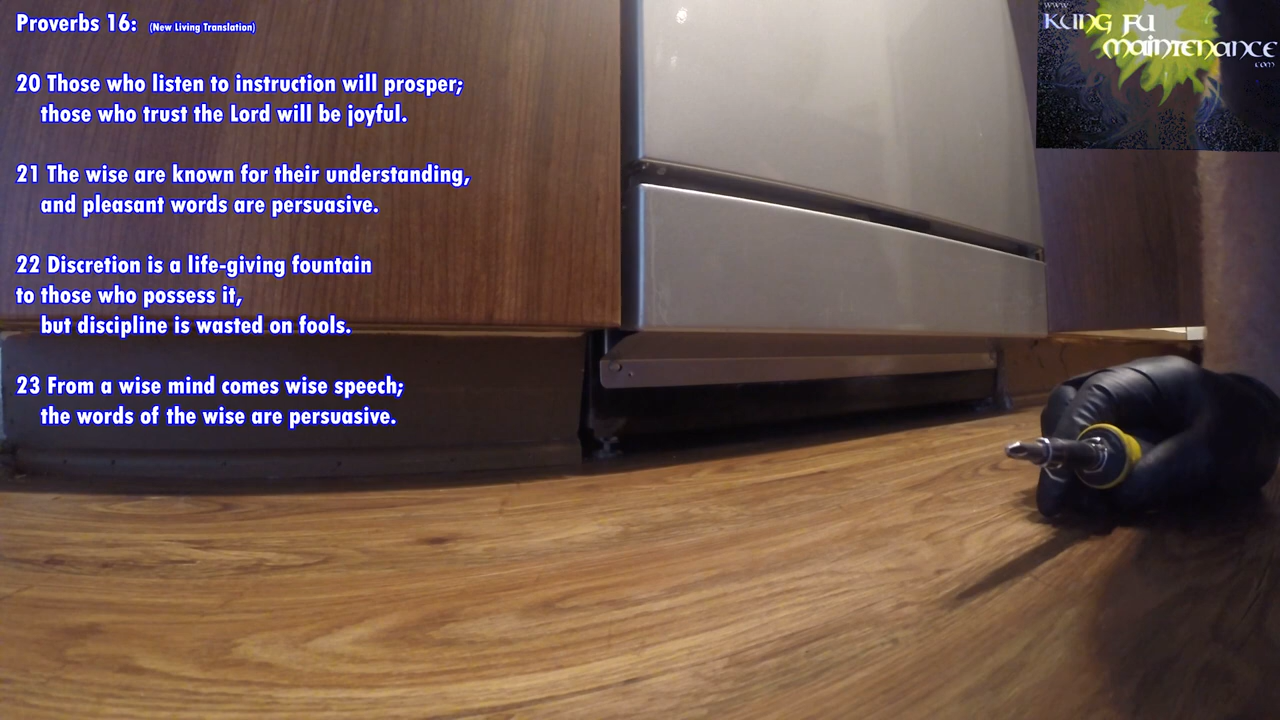 Proverbs 16: (New Living Translation)
20 Those who listen to instruction will prosper;
those who trust the Lord will be joyful.
21 The wise are known for their understanding,
and pleasant words are persuasive.
22 Discretion is a life-giving fountain
to those who possess it,
but discipline is wasted on fools.
23 From a wise mind comes wise speech;
the words of the wise are persuasive.
www.
KUNG FU
MAINTENANCE
.com